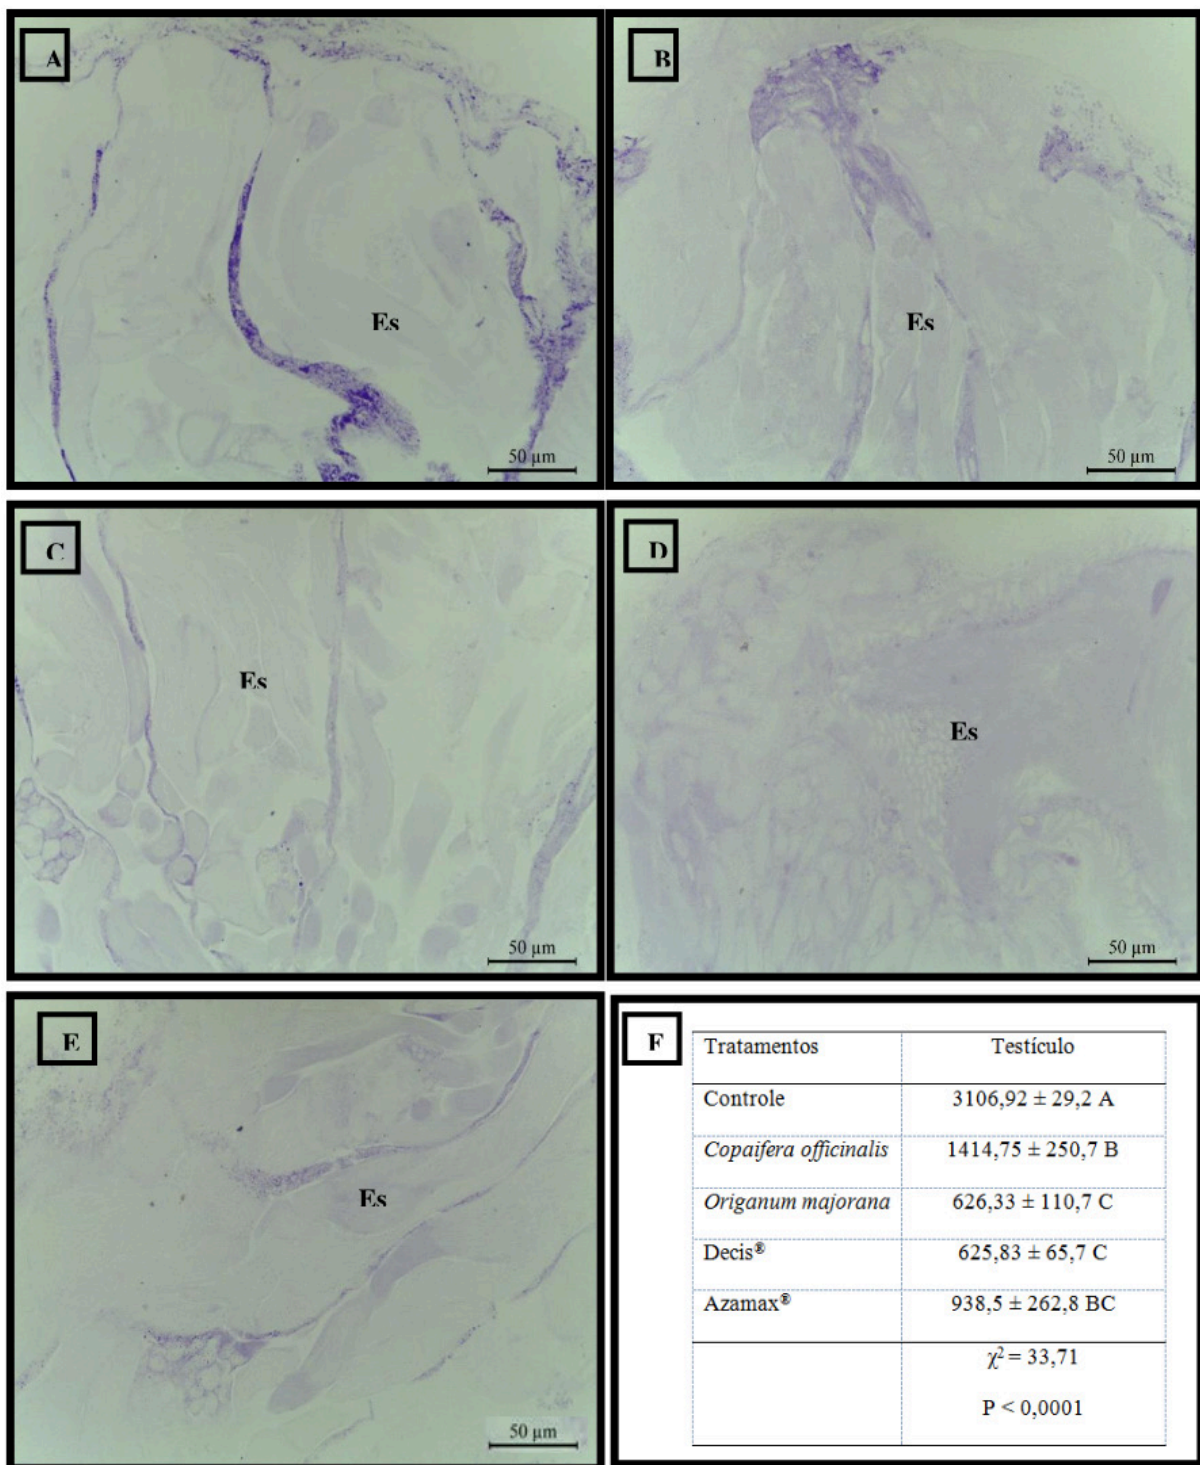 A
Es
50 µm
B
Es
50 µm
C
Es
50 µm
D
Es
50 µm
E
Es
50 µm
F
Tratamentos Testículo
Controle 3106,92 ± 29,2 A
Copaifera officinalis 1414,75 ± 250,7 B
Origanum majorana 626,33 ± 110,7 C
Decis® 625,83 ± 65,7 C
Azamax® 938,5 ± 262,8 BC
χ² = 33,71
P < 0,0001